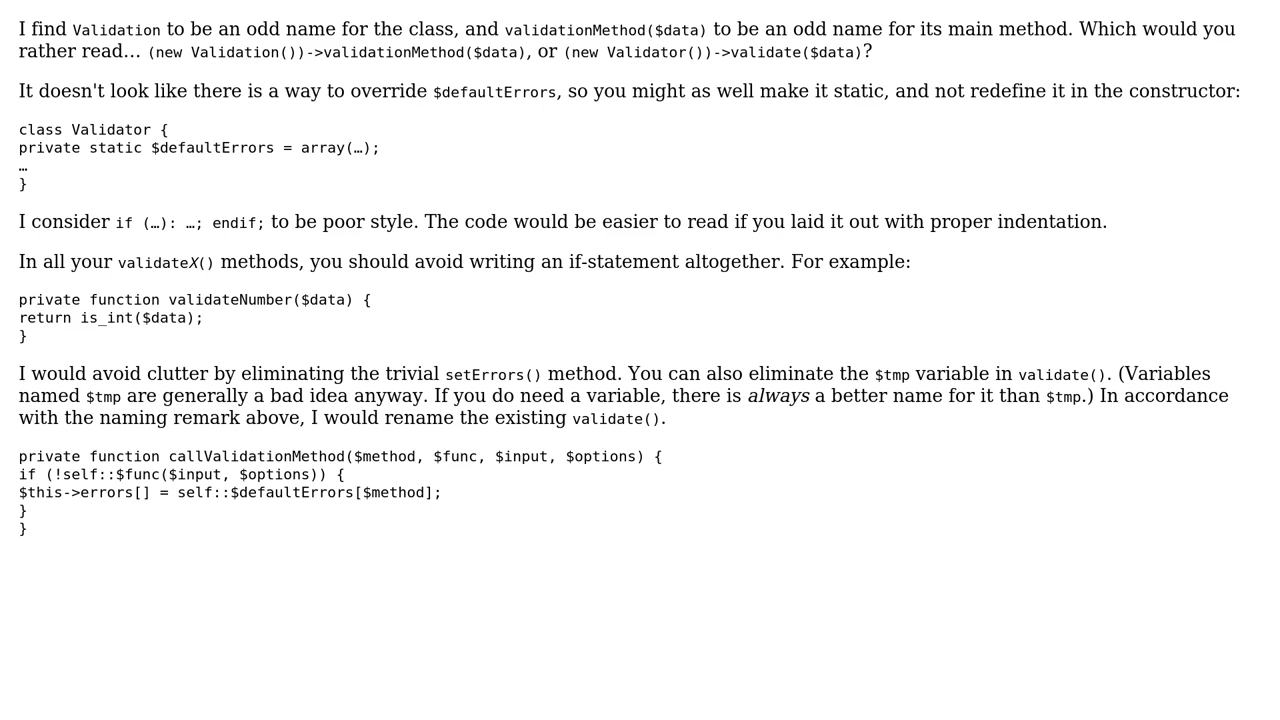 I find Validation to be an odd name for the class, and validationMethod($data) to be an odd name for its main method. Which would you
rather read… (new Validation())->validationMethod($data), or (new Validator())->validate($data)?
It doesn't look like there is a way to override $defaultErrors, so you might as well make it static, and not redefine it in the constructor:
class Validator {
private static $defaultErrors = array(…);
…
}
I consider if (…): …; endif; to be poor style. The code would be easier to read if you laid it out with proper indentation.
In all your validateX() methods, you should avoid writing an if-statement altogether. For example:
private function validateNumber($data) {
return is_int($data);
}
I would avoid clutter by eliminating the trivial setErrors() method. You can also eliminate the $tmp variable in validate(). (Variables
named $tmp are generally a bad idea anyway. If you do need a variable, there is always a better name for it than $tmp.) In accordance
with the naming remark above, I would rename the existing validate().
private function callValidationMethod($method, $func, $input, $options) {
if (!self::$func($input, $options)) {
$this->errors[] = self::$defaultErrors[$method];
}
}